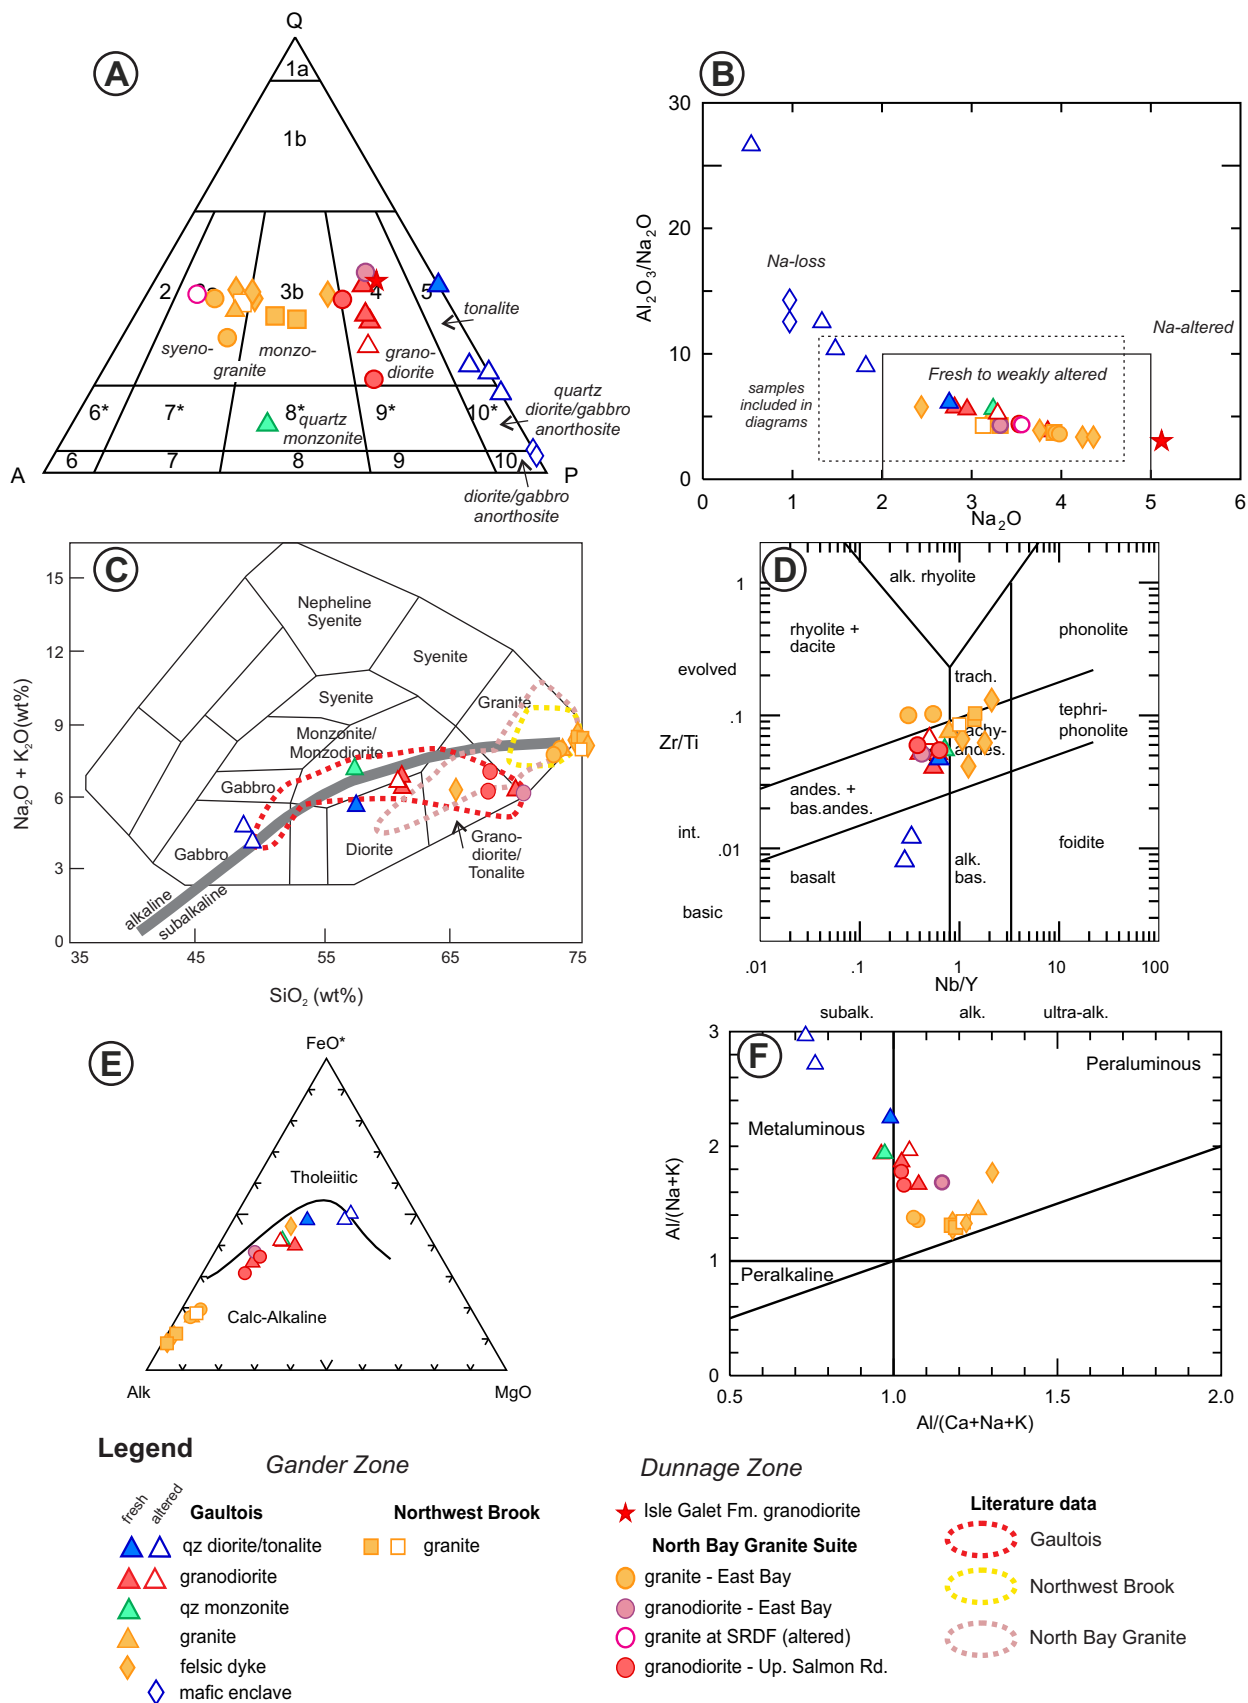 A
Q
1a
1b
2
3a
3b
4
5
tonalite
syeno-
granite
monzo-
grano-
diorite
6*
7*
8*
9*
10*
quartz
monzonite
quartz
diorite/gabbro
anorthosite
6
7
8
9
10
A
P
diorite/gabbro
anorthosite
B
30
20
10
0
Al2O3/Na2O
Na-loss
Na-altered
Fresh to weakly altered
samples
included in
diagrams
0
1
2
3
4
5
6
Na2O
C
15
12
9
6
3
0
Na2O + K2O(wt%)
Nepheline
Syenite
Syenite
Syenite
Granite
Monzonite/
Monzodiorite
Gabbro
Gabbro
Diorite
Grano-
diorite/
Tonalite
alkaline
subalkaline
35
45
55
65
75
SiO2 (wt%)
D
alk. rhyolite
rhyolite +
dacite
phonolite
trach.
trachy-
andes.
tephri-
phonolite
andes. +
bas.andes.
foidite
basalt
alk.
bas.
1
evolved
.1
Zr/Ti
int.
.01
basic
.01
.1
1
10
100
Nb/Y
subalk.
alk.
ultra-alk.
E
FeO*
Tholeiitic
Calc-Alkaline
Alk
MgO
F
3
2
1
0
Al/(Na+K)
Peraluminous
Metaluminous
Peralkaline
0.5
1.0
1.5
2.0
Al/(Ca+Na+K)
Legend
Gander Zone
fresh
altered
Gaultois
qz diorite/tonalite
granodiorite
qz monzonite
granite
felsic dyke
mafic enclave
Northwest Brook
granite
Dunnage Zone
Isle Galet Fm. granodiorite
North Bay Granite Suite
granite - East Bay
granodiorite - East Bay
granite at SRDF (altered)
granodiorite - Up. Salmon Rd.
Literature data
Gaultois
Northwest Brook
North Bay Granite